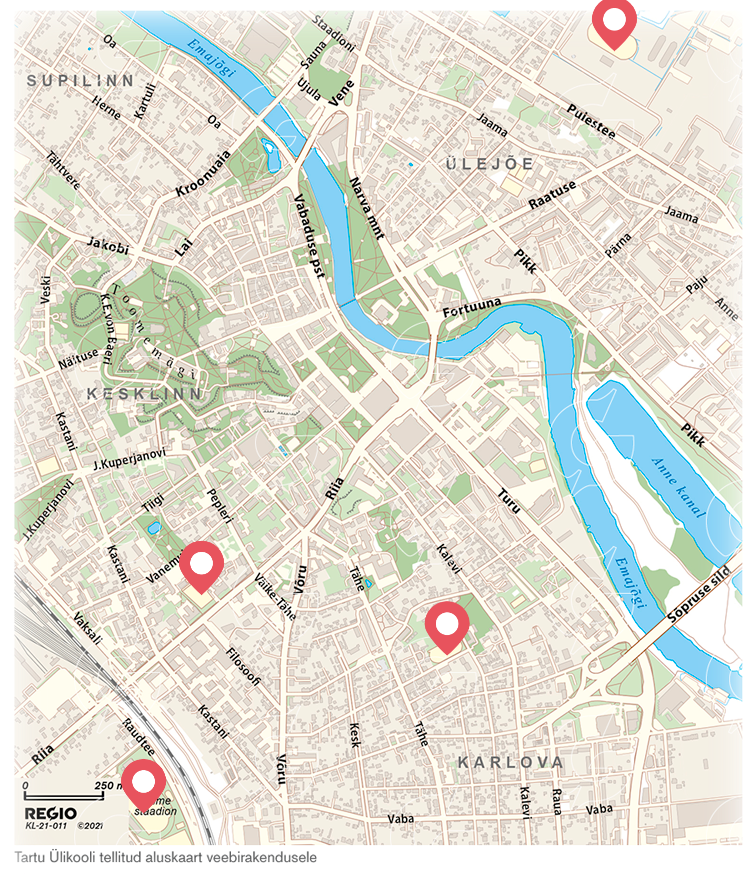 Oa
Emajõgi
Staadioni
Sauna
SUPILINN
Kartuli
Herne
Oa
Ujula
Vene
Puiestee
Jaama
Tähtvere
Kroonuaia
ÜLEJÕE
Narva mnt
Raatuse
Jaama
Vabaduse pst
Jakobi
Lai
Pikk
Pärna
Veski
Toomemägi
K.E.von Baeri
Fortuuna
Paju
Anne
Näituse
KESKLINN
Kastani
Pikk
J.Kuperjanovi
Anne kanal
J.Kuperjanovi
Riia
Tiigi
Pepleri
Turu
Kastani
Võru
Tähe
Kalevi
Väike-Tähe
Emajõgi
Sõpruse sild
Vaksali
Filosoofi
Kastani
Raudtee
Riia
Kesk
Tähe
KARLOVA
Võru
0 250 m
Kalevi
Raua
Vaba
Vaba
staadion
REGIO
KL-21-011 ©2021
Tartu Ülikooli tellitud aluskaart veebirakendusele